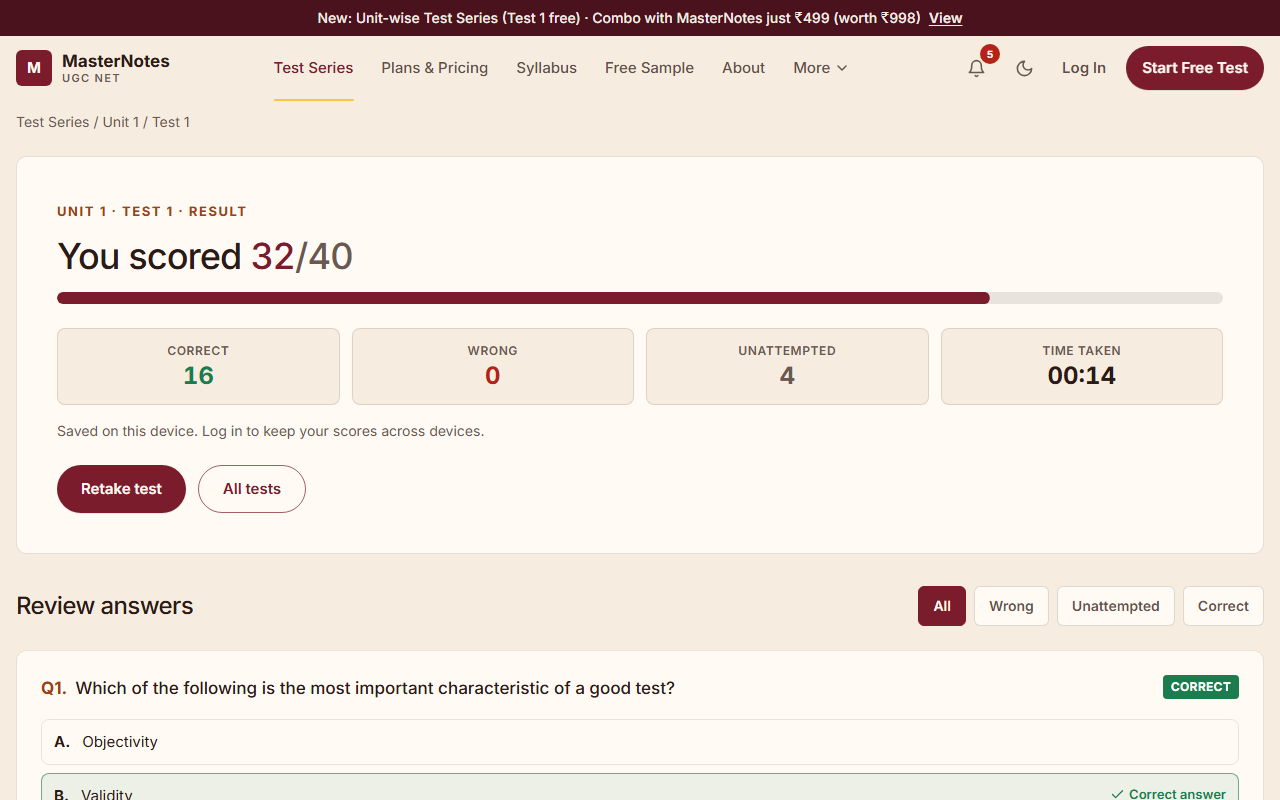 New: Unit-wise Test Series (Test 1 free) · Combo with MasterNotes just ₹499 (worth ₹998) View
M MasterNotes
UGC NET
Test Series Plans & Pricing Syllabus Free Sample About More
5
Log In Start Free Test
Test Series / Unit 1 / Test 1
UNIT 1 · TEST 1 · RESULT
You scored 32/40
CORRECT
16
WRONG
0
UNATTEMPTED
4
TIME TAKEN
00:14
Saved on this device. Log in to keep your scores across devices.
Retake test All tests
Review answers
All Wrong Unattempted Correct
Q1. Which of the following is the most important characteristic of a good test? CORRECT
A. Objectivity
B. Validity Correct answer